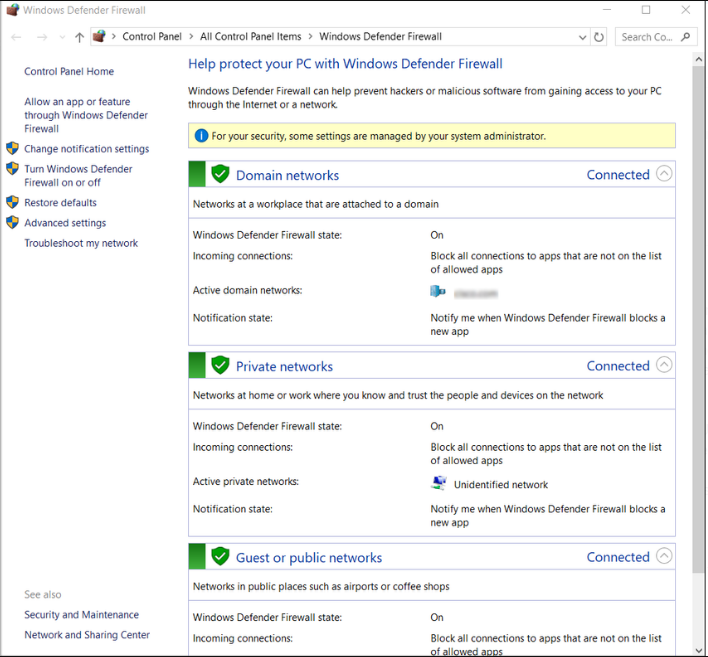 Windows Defender Firewall
Control Panel
All Control Panel Items
Windows Defender Firewall
Search Co...
Control Panel Home
Allow an app or feature
through Windows Defender
Firewall
Change notification settings
Turn Windows Defender
Firewall on or off
Restore defaults
Advanced settings
Troubleshoot my network
See also
Security and Maintenance
Network and Sharing Center
Help protect your PC with Windows Defender Firewall
Windows Defender Firewall can help prevent hackers or malicious software from gaining access to your PC
through the Internet or a network.
For your security, some settings are managed by your system administrator.
Domain networks Connected
Networks at a workplace that are attached to a domain
Windows Defender Firewall state: On
Incoming connections: Block all connections to apps that are not on the list
of allowed apps
Active domain networks:
Notification state: Notify me when Windows Defender Firewall blocks a
new app
Private networks Connected
Networks at home or work where you know and trust the people and devices on the network
Windows Defender Firewall state: On
Incoming connections: Block all connections to apps that are not on the list
of allowed apps
Active private networks: Unidentified network
Notification state: Notify me when Windows Defender Firewall blocks a
new app
Guest or public networks Connected
Networks in public places such as airports or coffee shops
Windows Defender Firewall state: On
Incoming connections: Block all connections to apps that are not on the list
of allowed apps